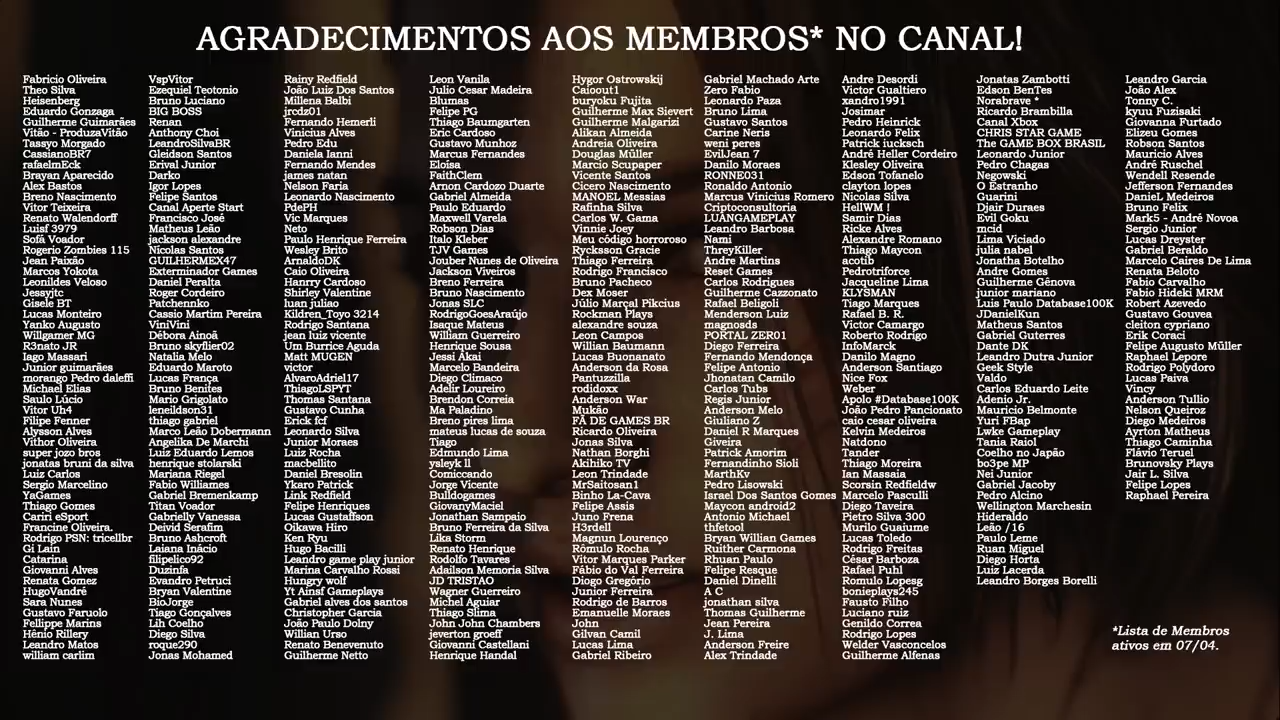 AGRADECIMENTOS AOS MEMBROS* NO CANAL!
Fabricio Oliveira
Theo Silva
Heisenberg
Eduardo Gonzaga
Guilherme Guimarães
Vitão - ProduzaVitão
Tassyo Morgado
CassianoBR7
rafaelmEck
Brayan Aparecido
Alex Bastos
Breno Nascimento
Vitor Teixeira
Renato Walendorff
Luisf 3979
Sofá Voador
Rogerio Zombies 115
Jean Paixão
Marcos Yokota
Leonildes Veloso
Jessyitc
Gisele BT
Lucas Monteiro
Yanko Augusto
Willgamer MG
R3nato JR
Iago Massari
Junior guimarães
morango Pedro daleffi
Michael Elias
Saulo Lúcio
Vitor Uh4
Filipe Fenner
Alysson Alves
Vithor Oliveira
super jozo bros
jonatas bruni da silva
Luiz Carlos
Sergio Marcelino
YaGames
Thiago Gomes
Cariri eSport
Francine Oliveira.
Rodrigo PSN: tricellbr
Gi Lain
Catarina
Giovanni Alves
Renata Gomez
HugoVandré
Sara Nunes
Gustavo Faruolo
Fellippe Marins
Hênio Rillery
Leandro Matos
william carlim
VspVitor
Ezequiel Teotonio
Bruno Luciano
BIG BOSS
Renan
Anthony Choi
LeandroSilvaBR
Gleidson Santos
Erival Junior
Darko
Igor Lopes
Felipe Santos
Canal Aperte Start
Francisco José
Matheus Leão
jackson alexandre
Nícolas Santos
GUILHERMEX47
Exterminador Games
Daniel Peralta
Roger Cordeiro
Patchenko
Cassio Martim Pereira
ViniVini
Débora Ainoã
Bruno skyflier02
Natalia Melo
Eduardo Maroto
Lucas França
Bruno Benites
Mario Grigolato
leneildson31
thiago gabriel
Marco Leão Dobermann
Angelika De Marchi
Luiz Eduardo Lemos
henrique stolarski
Mariana Riegel
Fabio Williames
Gabriel Bremenkamp
Titan Voador
Gabrielly Vanessa
Deivid Serafim
Bruno Ashcroft
Laiana Inácio
filipelico92
Duzinfa
Evandro Petruci
Bryan Valentine
BioJorge
Tiago Gonçalves
Lih Coelho
Diego Silva
roque290
Jonas Mohamed
Rainy Redfield
João Luiz Dos Santos
Millena Balbi
jrodz01
Fernando Hemerli
Vinicius Alves
Pedro Edu
Daniela Ianni
Fernando Mendes
james natan
Nelson Faria
Leonardo Nascimento
PdePH
Vic Marques
Neto
Paulo Henrique Ferreira
Wesley Brito
ArnaldoDK
Caio Oliveira
Hanrry Cardoso
Shirley Valentine
luan juliao
Kildren_Toyo 3214
Rodrigo Santana
jean luiz vicente
Um Burrice Aguda
Matt MUGEN
victor
AlvaroAdriel17
ThiagoLSPYT
Thomas Santana
Gustavo Cunha
Erick fcf
Leonardo Silva
Junior Moraes
Luiz Rocha
macbellito
Daniel Bresolin
Ykaro Patrick
Link Redfield
Felipe Henriques
Lucas Gustaffson
Oikawa Hiro
Ken Ryu
Hugo Bacilli
Leandro game play junior
Marina Carvalho Rossi
Hungry wolf
Yt Ainsf Gameplays
Gabriel alves dos santos
Christopher Garcia
João Paulo Dolny
Willian Urso
Renato Benevenuto
Guilherme Netto
Leon Vanila
Julio Cesar Madeira
Blumas
Felipe PG
Thiago Baumgarten
Eric Cardoso
Gustavo Munhoz
Marcus Fernandes
Eloísa
FaithClem
Arnon Cardozo Duarte
Gabriel Almeida
Paulo Eduardo
Maxwell Varela
Robson Dias
Italo Kleber
TJV Games
Jouber Nunes de Oliveira
Jackson Viveiros
Breno Ferreira
Bruno Nascimento
Jonas SLC
RodrigoGoesAraújo
Isaque Mateus
William Guerreiro
Henrique Sousa
Jessi Akai
Marcelo Bandeira
Diego Climaco
Adelir Loureiro
Brendon Correia
Ma Paladino
Breno pires lima
mateus lucas de souza
Tiago
Edmundo Lima
ysleyk ll
Comiccando
Jorge Vicente
Bulldogames
GiovanyMaciel
Jonathan Sampaio
Bruno Ferreira da Silva
Lika Storm
Renato Henrique
Rodolfo Tavares
Adailson Memoria Silva
JD TRISTAO
Wagner Guerreiro
Michel Aguiar
Thiago Slima
John John Chambers
jeverton groeff
Giovanni Castellani
Henrique Handal
Hygor Ostrowskij
Caioout1
buryoku Fujita
Guilherme Max Sievert
Guilherme Malgarizi
Alikan Almeida
Andreia Oliveira
Douglas Müller
Marcio Scupaper
Vicente Santos
Cicero Nascimento
MANOEL Messias
Rafinha Silva
Carlos W. Gama
Vinnie Joey
Meu código horroroso
Rycksson Gracie
Thiago Ferreira
Rodrigo Francisco
Bruno Pacheco
Dex Moser
Júlio Marçal Pikcius
Rockman Plays
alexandre souza
Leon Campos
Willian Baumann
Lucas Buonanato
Anderson da Rosa
Pantuzzilla
rodidoxx
Anderson War
Mukão
FÃ DE GAMES BR
Ricardo Oliveira
Jonas Silva
Nathan Borghi
Akihiko TV
Leon Trindade
MrSaitosan1
Binho La-Cava
Felipe Assis
Juno Frena
H3rdell
Magnun Lourenço
Rômulo Rocha
Vitor Marques Parker
Fábio do Val Ferreira
Diogo Gregório
Junior Ferreira
Rodrigo de Barros
Emanuelle Moraes
John
Gilvan Camil
Lucas Lima
Gabriel Ribeiro
Gabriel Machado Arte
Zero Fabio
Leonardo Paza
Bruno Lima
Gustavo Santos
Carine Neris
weni peres
EvilJean 7
Danilo Moraes
RONNE031
Ronaldo Antonio
Marcus Vinicius Romero
Criptoconsultoria
LUANGAMEPLAY
Leandro Barbosa
Nami
ThreyKiller
Andre Martins
Reset Games
Carlos Rodrigues
Guilherme Cazzonato
Rafael Beligoli
Menderson Luiz
magnosds
PORTAL ZER01
Diego Ferreira
Fernando Mendonça
Felipe Antonio
Jhonatan Camilo
Carlos Tubs
Regis Junior
Anderson Melo
Giuliano Z
Daniel R Marques
Giveira
Patrick Amorim
Fernandinho Sioli
MarthKv
Pedro Lisowski
Israel Dos Santos Gomes
Maycon android2
Antonio Michael
thfetool
Bryan Willian Games
Ruither Carmona
Rhuan Paulo
Felipe Resque
Daniel Dinelli
A C
jonathan silva
Thomas Guilherme
Jean Pereira
J. Lima
Anderson Freire
Alex Trindade
Andre Desordi
Victor Gualtiero
xandro1991
Josimar
Pedro Heinrick
Leonardo Felix
Patrick iucksch
André Heller Cordeiro
Klesley Oliveira
Edson Tofanelo
clayton lopes
Nicolas Silva
HellWM !
Samir Dias
Ricke Alves
Alexandre Romano
Thiago Maycon
acotib
Pedrotriforce
Jacqueline Lima
KLYSMAN
Tiago Marques
Rafael B. R.
Victor Camargo
Roberto Rodrigo
InfoMarck
Danilo Magno
Anderson Santiago
Nice Fox
Weber
Apolo #Database100K
João Pedro Pancionato
caio cesar oliveira
Kelvin Medeiros
Natdono
Tander
Thiago Moreira
Ian Massaia
Scorsin Redfieldw
Marcelo Pasculli
Diego Taveira
Pietro Silva 300
Murilo Guaiume
Lucas Toledo
Rodrigo Freitas
César Barboza
Rafael Puhl
Romulo Lopesg
bonieplays245
Fausto Filho
Luciano ruiz
Genildo Correa
Rodrigo Lopes
Welder Vasconcelos
Guilherme Alfenas
Jonatas Zambotti
Edson BenTes
Norabrave *
Ricardo Brambilla
Canal Xbox
CHRIS STAR GAME
The GAME BOX BRASIL
Leonardo Junior
Pedro Chagas
Negowski
O Estranho
Guarini
Djair Duraes
Evil Goku
mcid
Lima Viciado
julia nabel
Jonatha Botelho
Andre Gomes
Guilherme Gênova
junior mariano
Luis Paulo Database100K
JDanielKun
Matheus Santos
Gabriel Guterres
Dante DK
Leandro Dutra Junior
Geek Style
Valdo
Carlos Eduardo Leite
Adenio Jr.
Mauricio Belmonte
Yuri FBap
Lwke Gameplay
Tania Raiol
Coelho no Japão
bo3pe MP
Nei Junior
Gabriel Jacoby
Pedro Alcino
Wellington Marchesin
Hideraldo
Leão /16
Paulo Leme
Ruan Miguel
Diego Horta
Luiz Lacerda
Leandro Borges Borelli
Leandro Garcia
João Alex
Tonny C.
kyuu Fuzisaki
Giovanna Furtado
Elizeu Gomes
Robson Santos
Mauricio Alves
André Raschel
Wendell Resende
Jefferson Fernandes
Daniel Medeiros
Bruno Felix
Mark5 - André Novoa
Sergio Junior
Lucas Dreyster
Gabriel Beraldo
Marcelo Caires De Lima
Renata Beloto
Fabio Carvalho
Fabio Hideki MRM
Robert Azevedo
Gustavo Gouvea
cleiton cypriano
Erik Coraci
Felipe Augusto Müller
Raphael Lepore
Rodrigo Polydoro
Lucas Paiva
Vincy
Anderson Tullio
Nelson Queiroz
Diego Medeiros
Ayrton Matheus
Thiago Caminha
Flávio Teruel
Brunovsky Plays
Jair L. Silva
Felipe Lopes
Raphael Pereira
*Lista de Membros
ativos em 07/04.